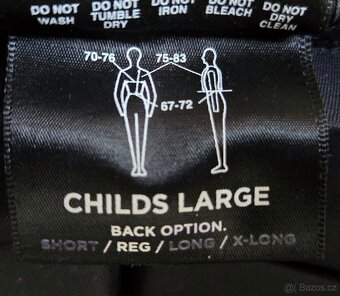 DO NOT WASH
DO NOT TUMBLE DRY
DO NOT IRON
DO NOT BLEACH
DO NOT DRY CLEAN
70-76
75-83
67-72
CHILDS LARGE
BACK OPTION.
SHORT / REG / LONG / X-LONG
Bazos.cz